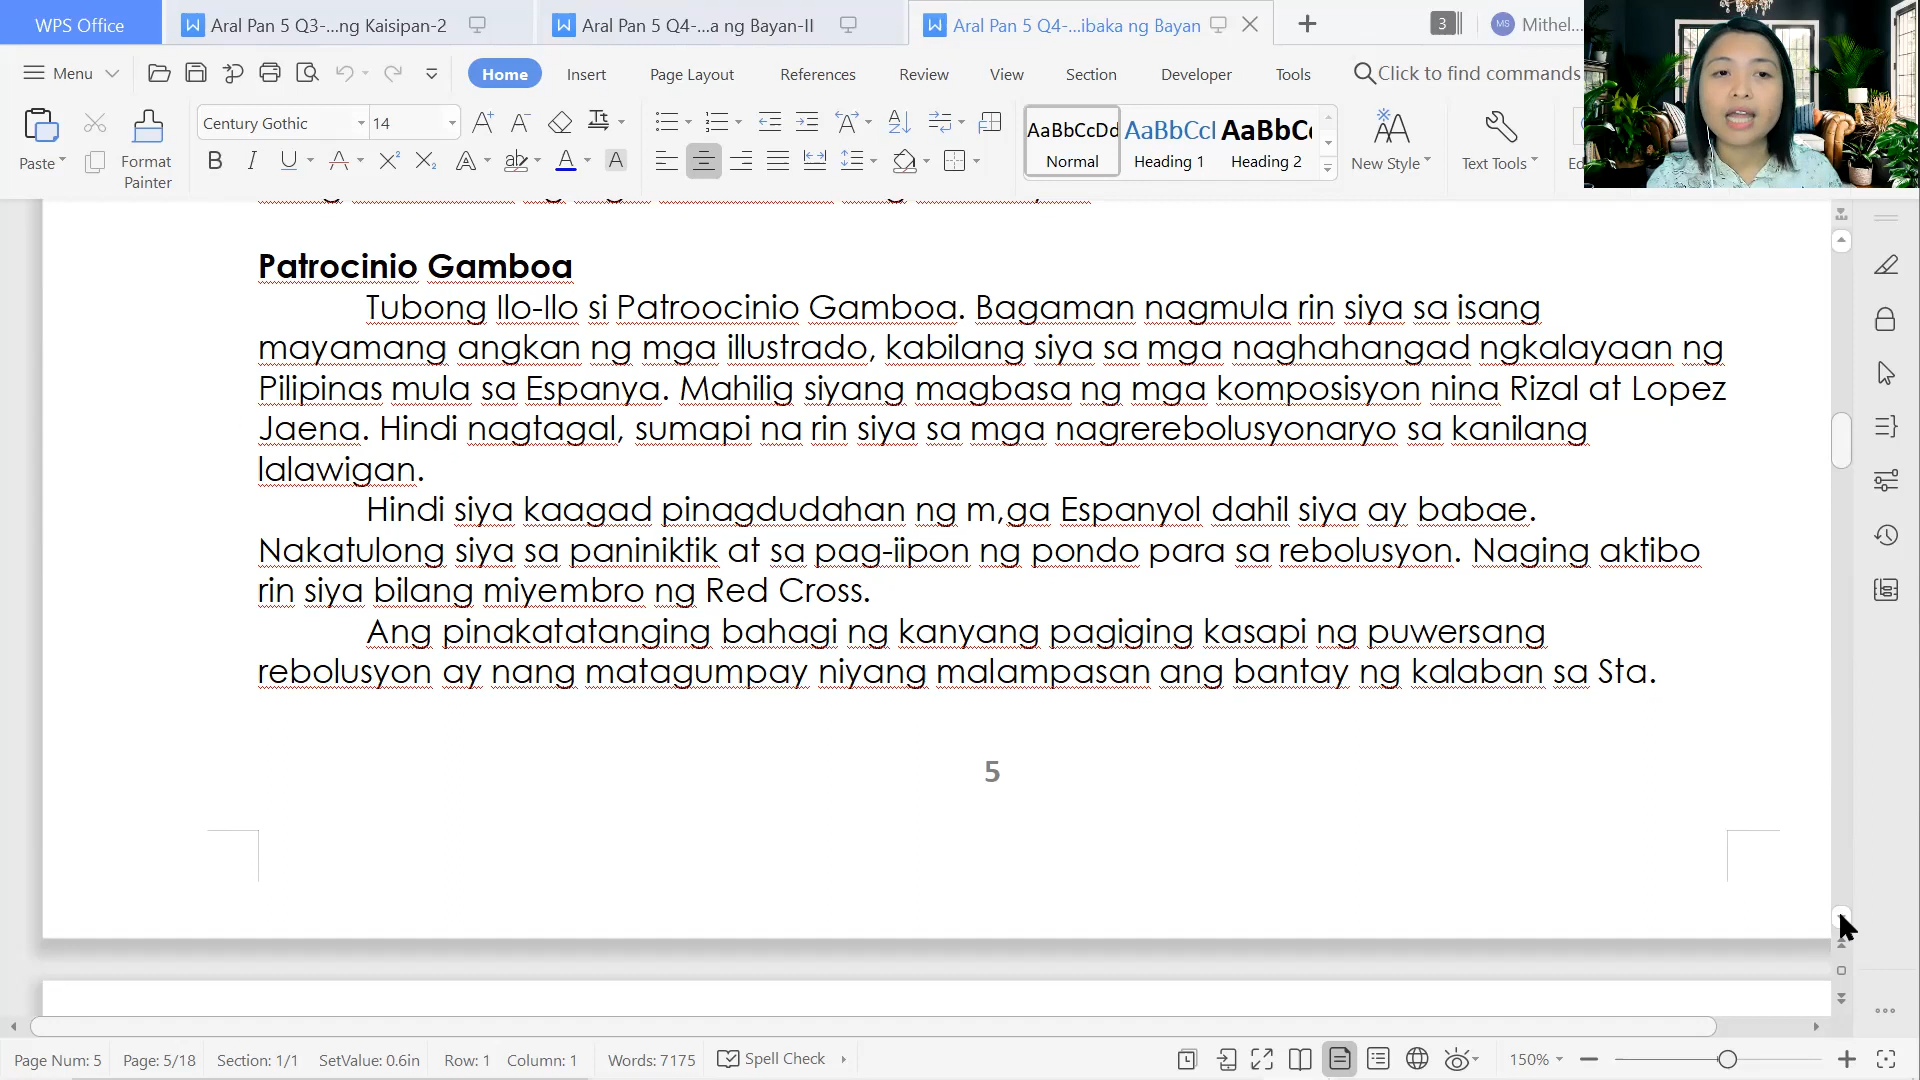 WPS Office
Aral Pan 5 Q3-...ng Kaisipan-2
Aral Pan 5 Q4-...a ng Bayan-II
Aral Pan 5 Q4-...ibaka ng Bayan
3
MS
Mithel...
Menu
Home
Insert
Page Layout
References
Review
View
Section
Developer
Tools
Click to find commands
Paste
Format
Painter
Century Gothic
14
AaBbCcDd
Normal
AaBbCcl
Heading 1
AaBbC
Heading 2
New Style
Text Tools
Patrocinio Gamboa
Tubong Ilo-Ilo si Patroocinio Gamboa. Bagaman nagmula rin siya sa isang
mayamang angkan ng mga illustrado, kabilang siya sa mga naghahangad ngkalayaan ng
Pilipinas mula sa Espanya. Mahilig siyang magbasa ng mga komposisyon nina Rizal at Lopez
Jaena. Hindi nagtagal, sumapi na rin siya sa mga nagrerebolusyonaryo sa kanilang
lalawigan.
Hindi siya kaagad pinagdudahan ng m,ga Espanyol dahil siya ay babae.
Nakatulong siya sa paniniktik at sa pag-iipon ng pondo para sa rebolusyon. Naging aktibo
rin siya bilang miyembro ng Red Cross.
Ang pinakatatanging bahagi ng kanyang pagiging kasapi ng puwersang
rebolusyon ay nang matagumpay niyang malampasan ang bantay ng kalaban sa Sta.
5
Page Num: 5
Page: 5/18
Section: 1/1
SetValue: 0.6in
Row: 1
Column: 1
Words: 7175
Spell Check
150%